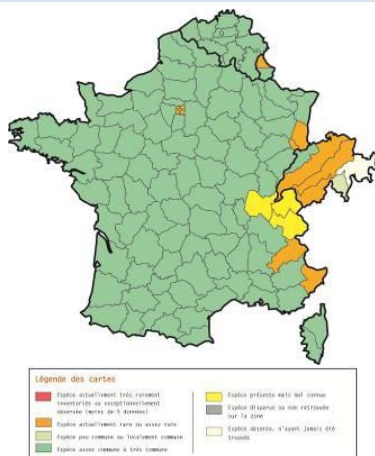 Légende des cartes
Espèce actuellement très rarement
inventoriée ou exceptionnellement
observée (moins de 5 données)
Espèce actuellement rare ou assez rare
Espèce peu commune ou localement commune
Espèce assez commune à très commune
Espèce présente mais mal connue
Espèce disparue ou non retrouvée
sur la zone
Espèce absente, n'ayant jamais été
trouvée